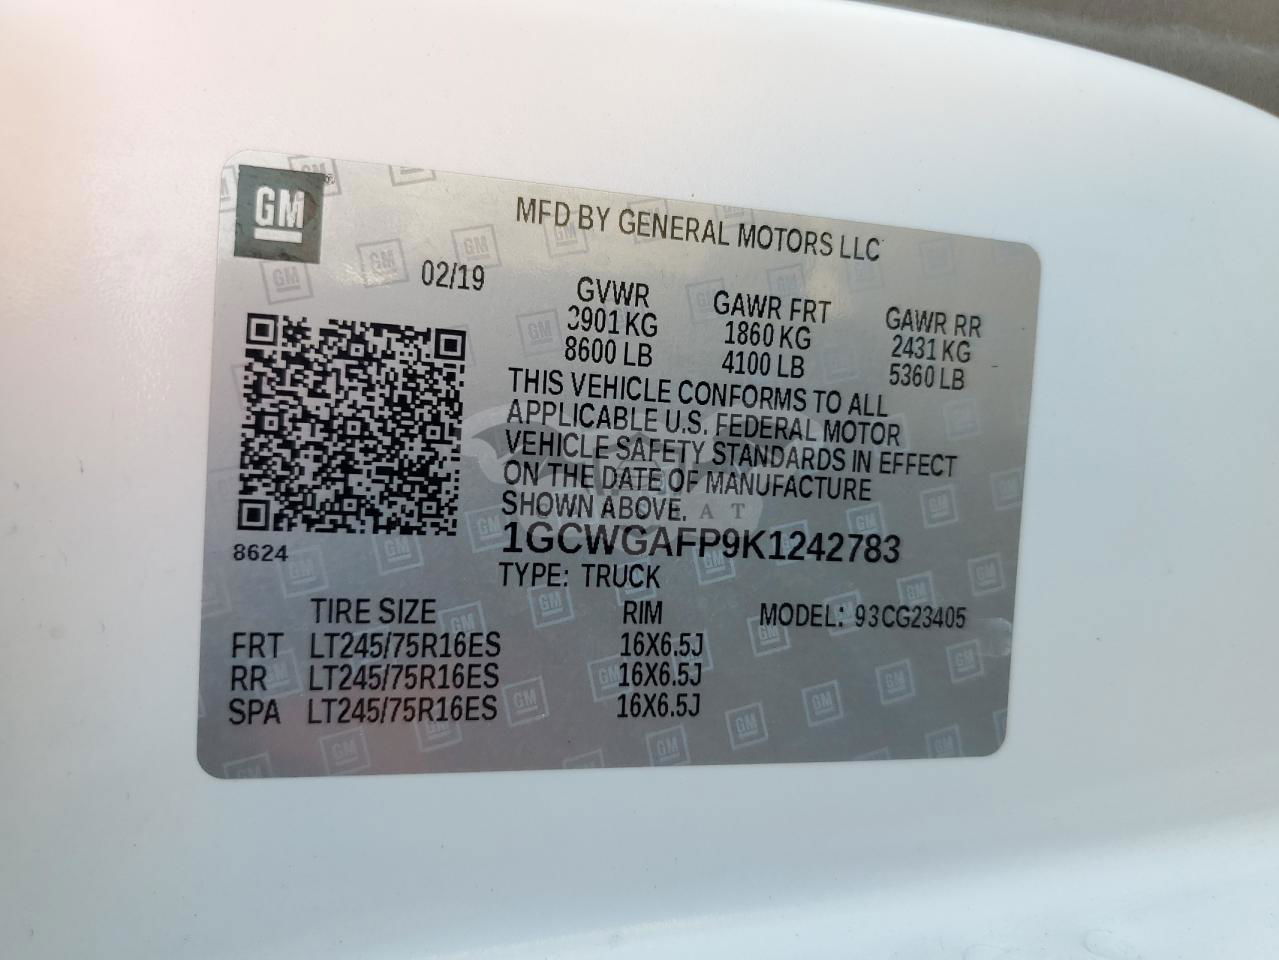 GM
MFD BY GENERAL MOTORS LLC
02/19
GVWR GAWR FRT GAWR RR
3901 KG 1860 KG 2431 KG
8600 LB 4100 LB 5360 LB
THIS VEHICLE CONFORMS TO ALL
APPLICABLE U.S. FEDERAL MOTOR
VEHICLE SAFETY STANDARDS IN EFFECT
ON THE DATE OF MANUFACTURE
SHOWN ABOVE.
1GCWGAFP9K1242783
8624
TYPE: TRUCK
TIRE SIZE RIM MODEL: 93CG23405
FRT LT245/75R16ES 16X6.5J
RR LT245/75R16ES 16X6.5J
SPA LT245/75R16ES 16X6.5J